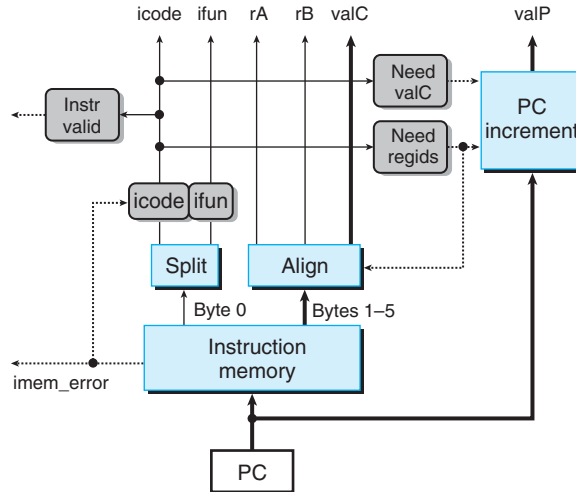 icode ifun rA rB valC valP
Need
valC
Instr
valid
PC
increment
Need
regids
icode ifun
Split Align
Byte 0 Bytes 1–5
Instruction
memory
imem_error
PC